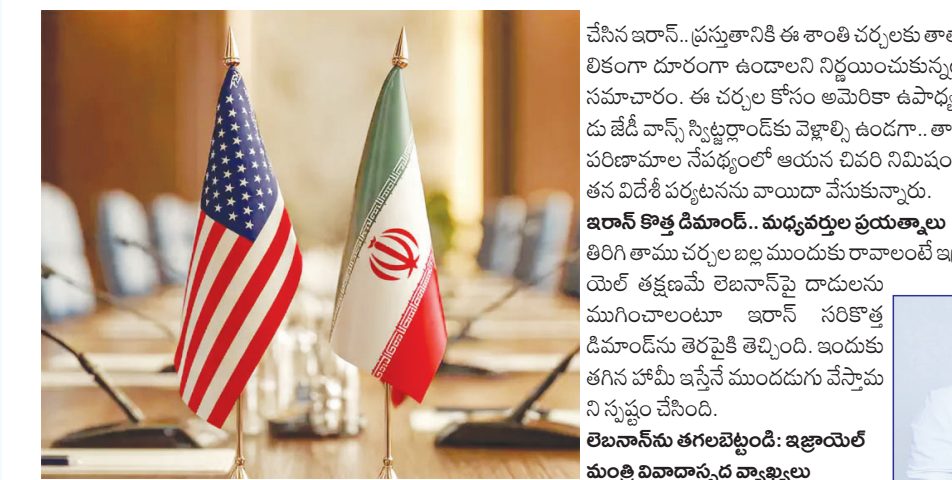 చేసిన ఇరాన్.. ప్రస్తుతానికి ఈ శాంతి చర్చలకు
లికంగా దూరంగా ఉండాలని నిర్ణయించుకున్న
సమాచారం. ఈ చర్చల కోసం అమెరికా
డు జేడీ వాన్స్ స్విట్జర్లాండ్‌కు వెళ్లాల్సి ఉండగా..
పరిణామాల నేపథ్యంలో ఆయన చివరి
తన విదేశీ పర్యటనను వాయిదా వేసుకున్నారు.
ఇరాన్ కొత్త డిమాండ్.. మధ్యవర్తుల ప్రయత్నాలు
తిరిగి తాము చర్చల బల్ల ముందుకు రావాలంటే
యెల్ తక్షణమే లెబనాన్‌పై దాడులను
ముగించాలంటూ ఇరాన్ సరికొత్త
డిమాండ్‌ను తెరపైకి తెచ్చింది. ఇందుకు
తగిన హామీ ఇస్తేనే ముందడుగు వేస్తామ
ని స్పష్టం చేసింది.
లెబనాన్‌ను తగలబెట్టండి: ఇజ్రాయెల్
మంత్రి వివాదాస్పద వ్యాఖ్యలు